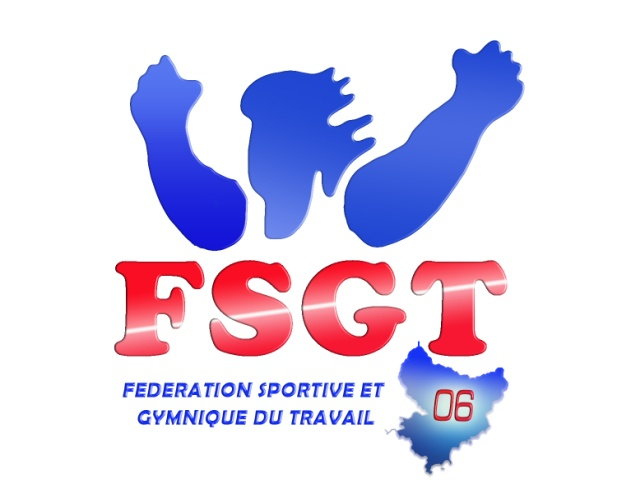 FSGT
FEDERATION SPORTIVE ET
GYMNIQUE DU TRAVAIL
06